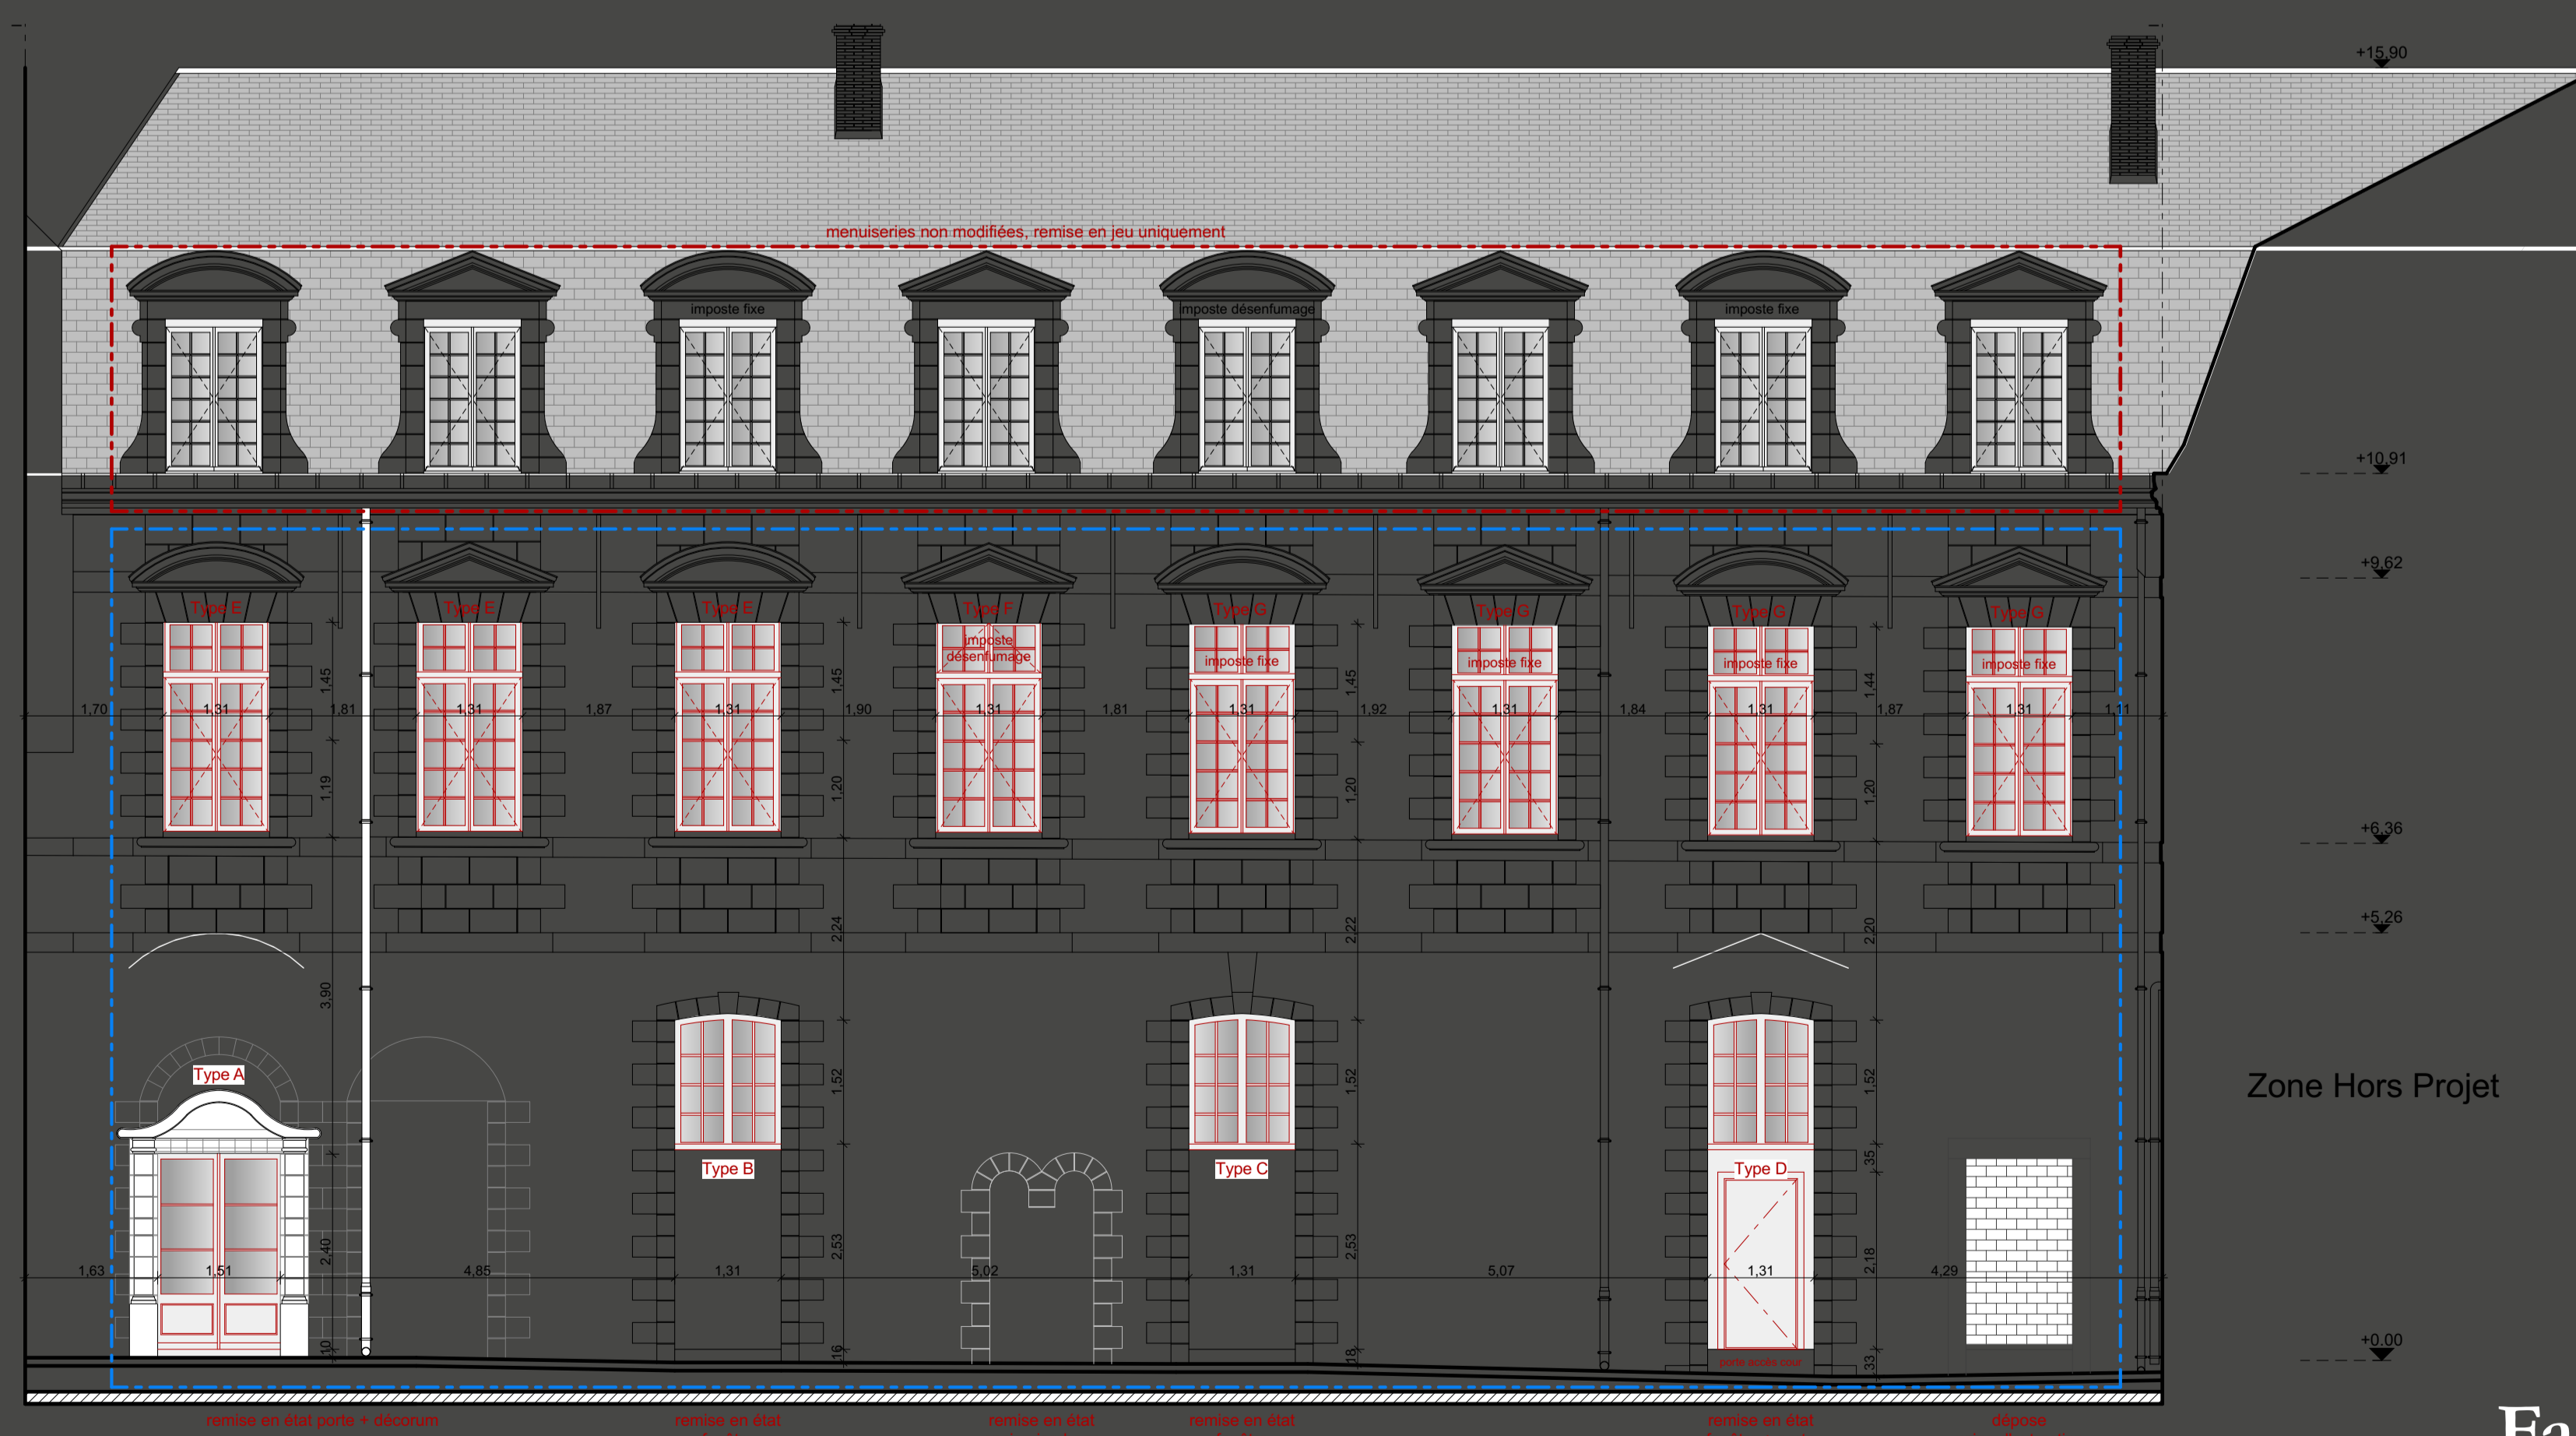 +15,90
menuiseries non modifiées, remise en jeu uniquement
imposte fixe
imposte désenfumage
imposte fixe
+10,91
+9,62
Type E
Type E
Type E
Type F
Type G
Type G
Type G
Type G
imposte
désenfumage
imposte fixe
imposte fixe
imposte fixe
imposte fixe
1,45
1,45
1,45
1,44
1,70
1,31
1,81
1,31
1,87
1,31
1,90
1,31
1,81
1,31
1,92
1,31
1,84
1,31
1,87
1,31
1,11
1,19
1,20
1,20
1,20
+6,36
+5,26
2,24
2,22
2,20
3,90
Type A
1,52
1,52
1,52
Zone Hors Projet
35
Type B
Type C
Type D
2,40
2,53
2,53
2,18
1,63
1,51
4,85
1,31
5,02
1,31
5,07
1,31
4,29
+0.00
10
16
18
33
porte accès cour
remise en état porte + décorum
remise en état
remise en état
remise en état
remise en état
dépose